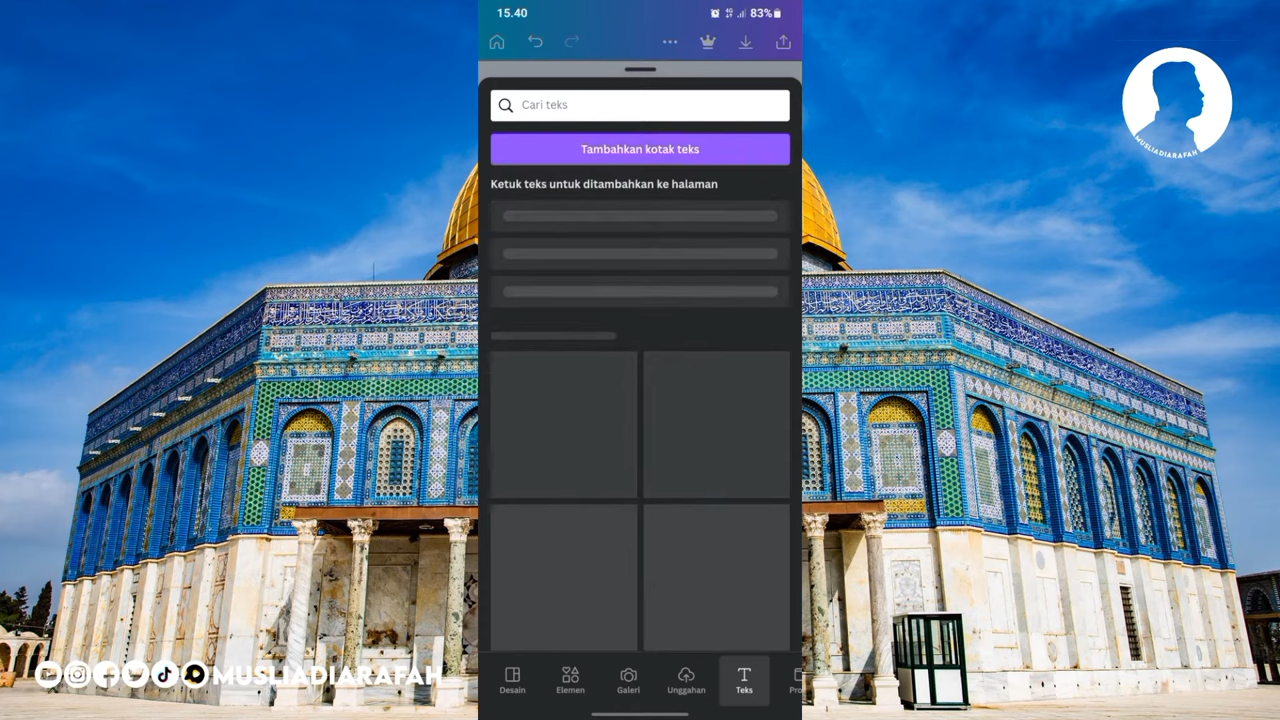 15.40
83%
Cari teks
Tambahkan kotak teks
Ketuk teks untuk ditambahkan ke halaman
Desain
Elemen
Galeri
Unggahan
Teks
Pro
MUSLIADIARAFAH
MUSLIADIARAFAH